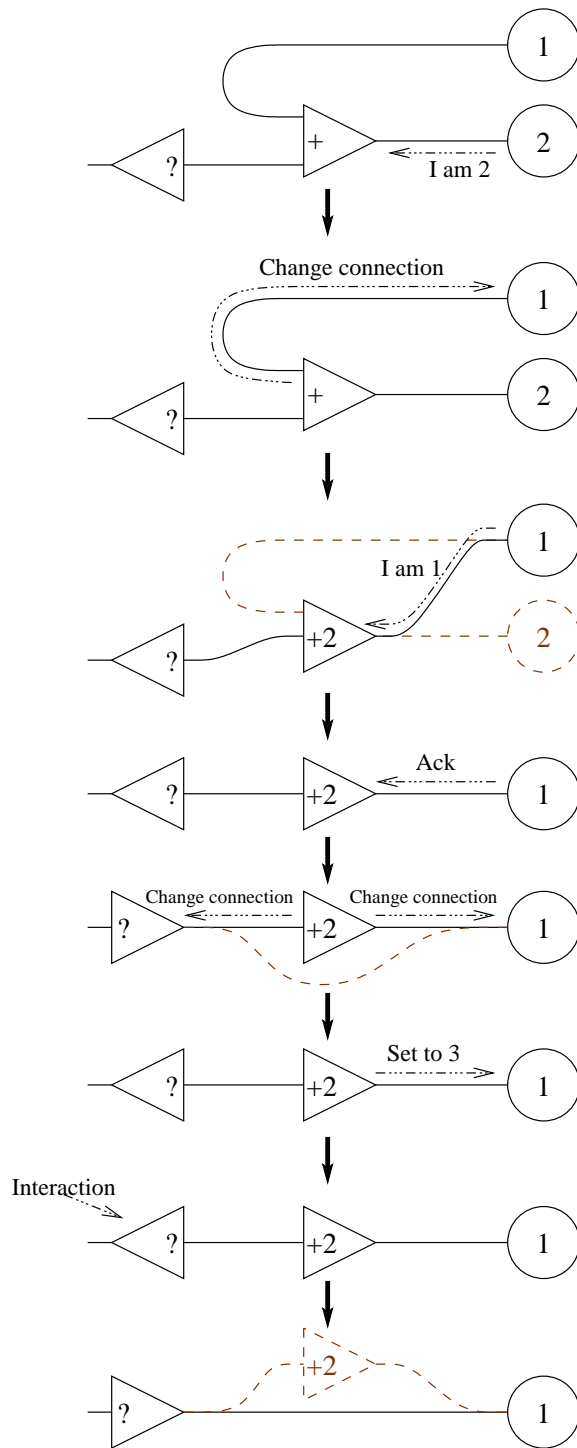 1
? + 2
I am 2
Change connection
1
? + 2
1
I am 1
? +2 2
Ack
? +2 1
Change connection Change connection
? +2 1
Set to 3
? +2 1
Interaction
? +2 1
+2
? 1